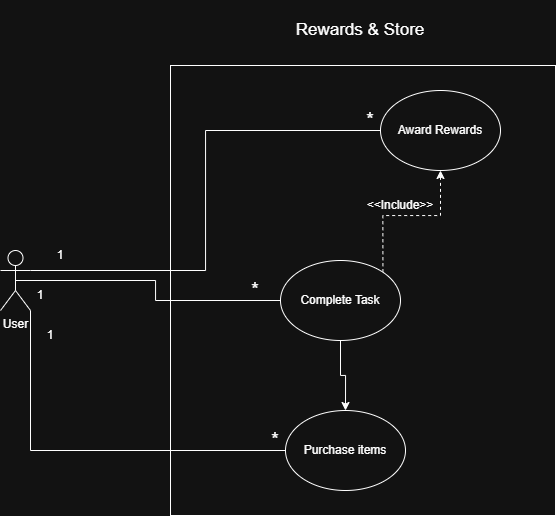 Rewards & Store
*
Award Rewards
<<Include>>
1
*
1
Complete Task
User
1
*
Purchase items